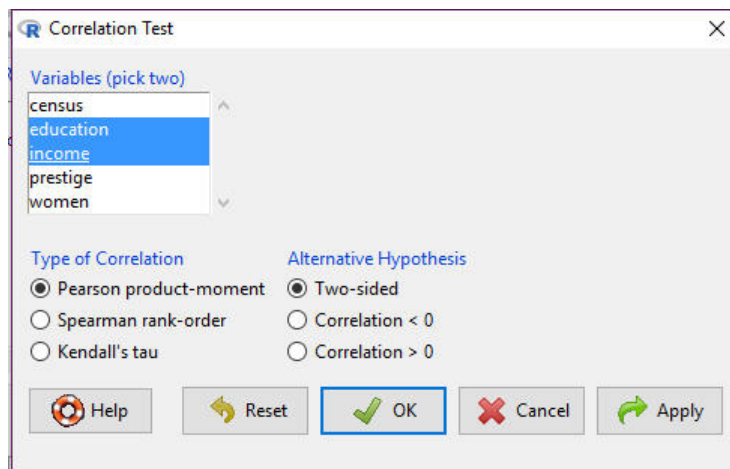 Correlation Test
Variables (pick two)
census
education
income
prestige
women
Type of Correlation
Pearson product-moment
Spearman rank-order
Kendall's tau
Alternative Hypothesis
Two-sided
Correlation < 0
Correlation > 0
Help
Reset
OK
Cancel
Apply